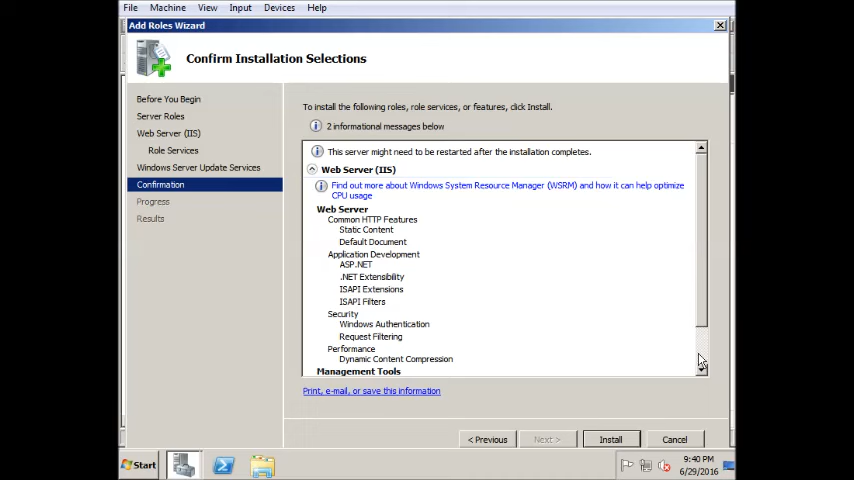 File Machine View Input Devices Help
Add Roles Wizard
Confirm Installation Selections
Before You Begin
Server Roles
Web Server (IIS)
Role Services
Windows Server Update Services
Confirmation
Progress
Results
To install the following roles, role services, or features, click Install.
2 informational messages below
This server might need to be restarted after the installation completes.
Web Server (IIS)
Find out more about Windows System Resource Manager (WSRM) and how it can help optimize
CPU usage
Web Server
Common HTTP Features
Static Content
Default Document
Application Development
ASP.NET
.NET Extensibility
ISAPI Extensions
ISAPI Filters
Security
Windows Authentication
Request Filtering
Performance
Dynamic Content Compression
Management Tools
Print, e-mail, or save this information
< Previous Next > Install Cancel
Start
9:40 PM
6/29/2016